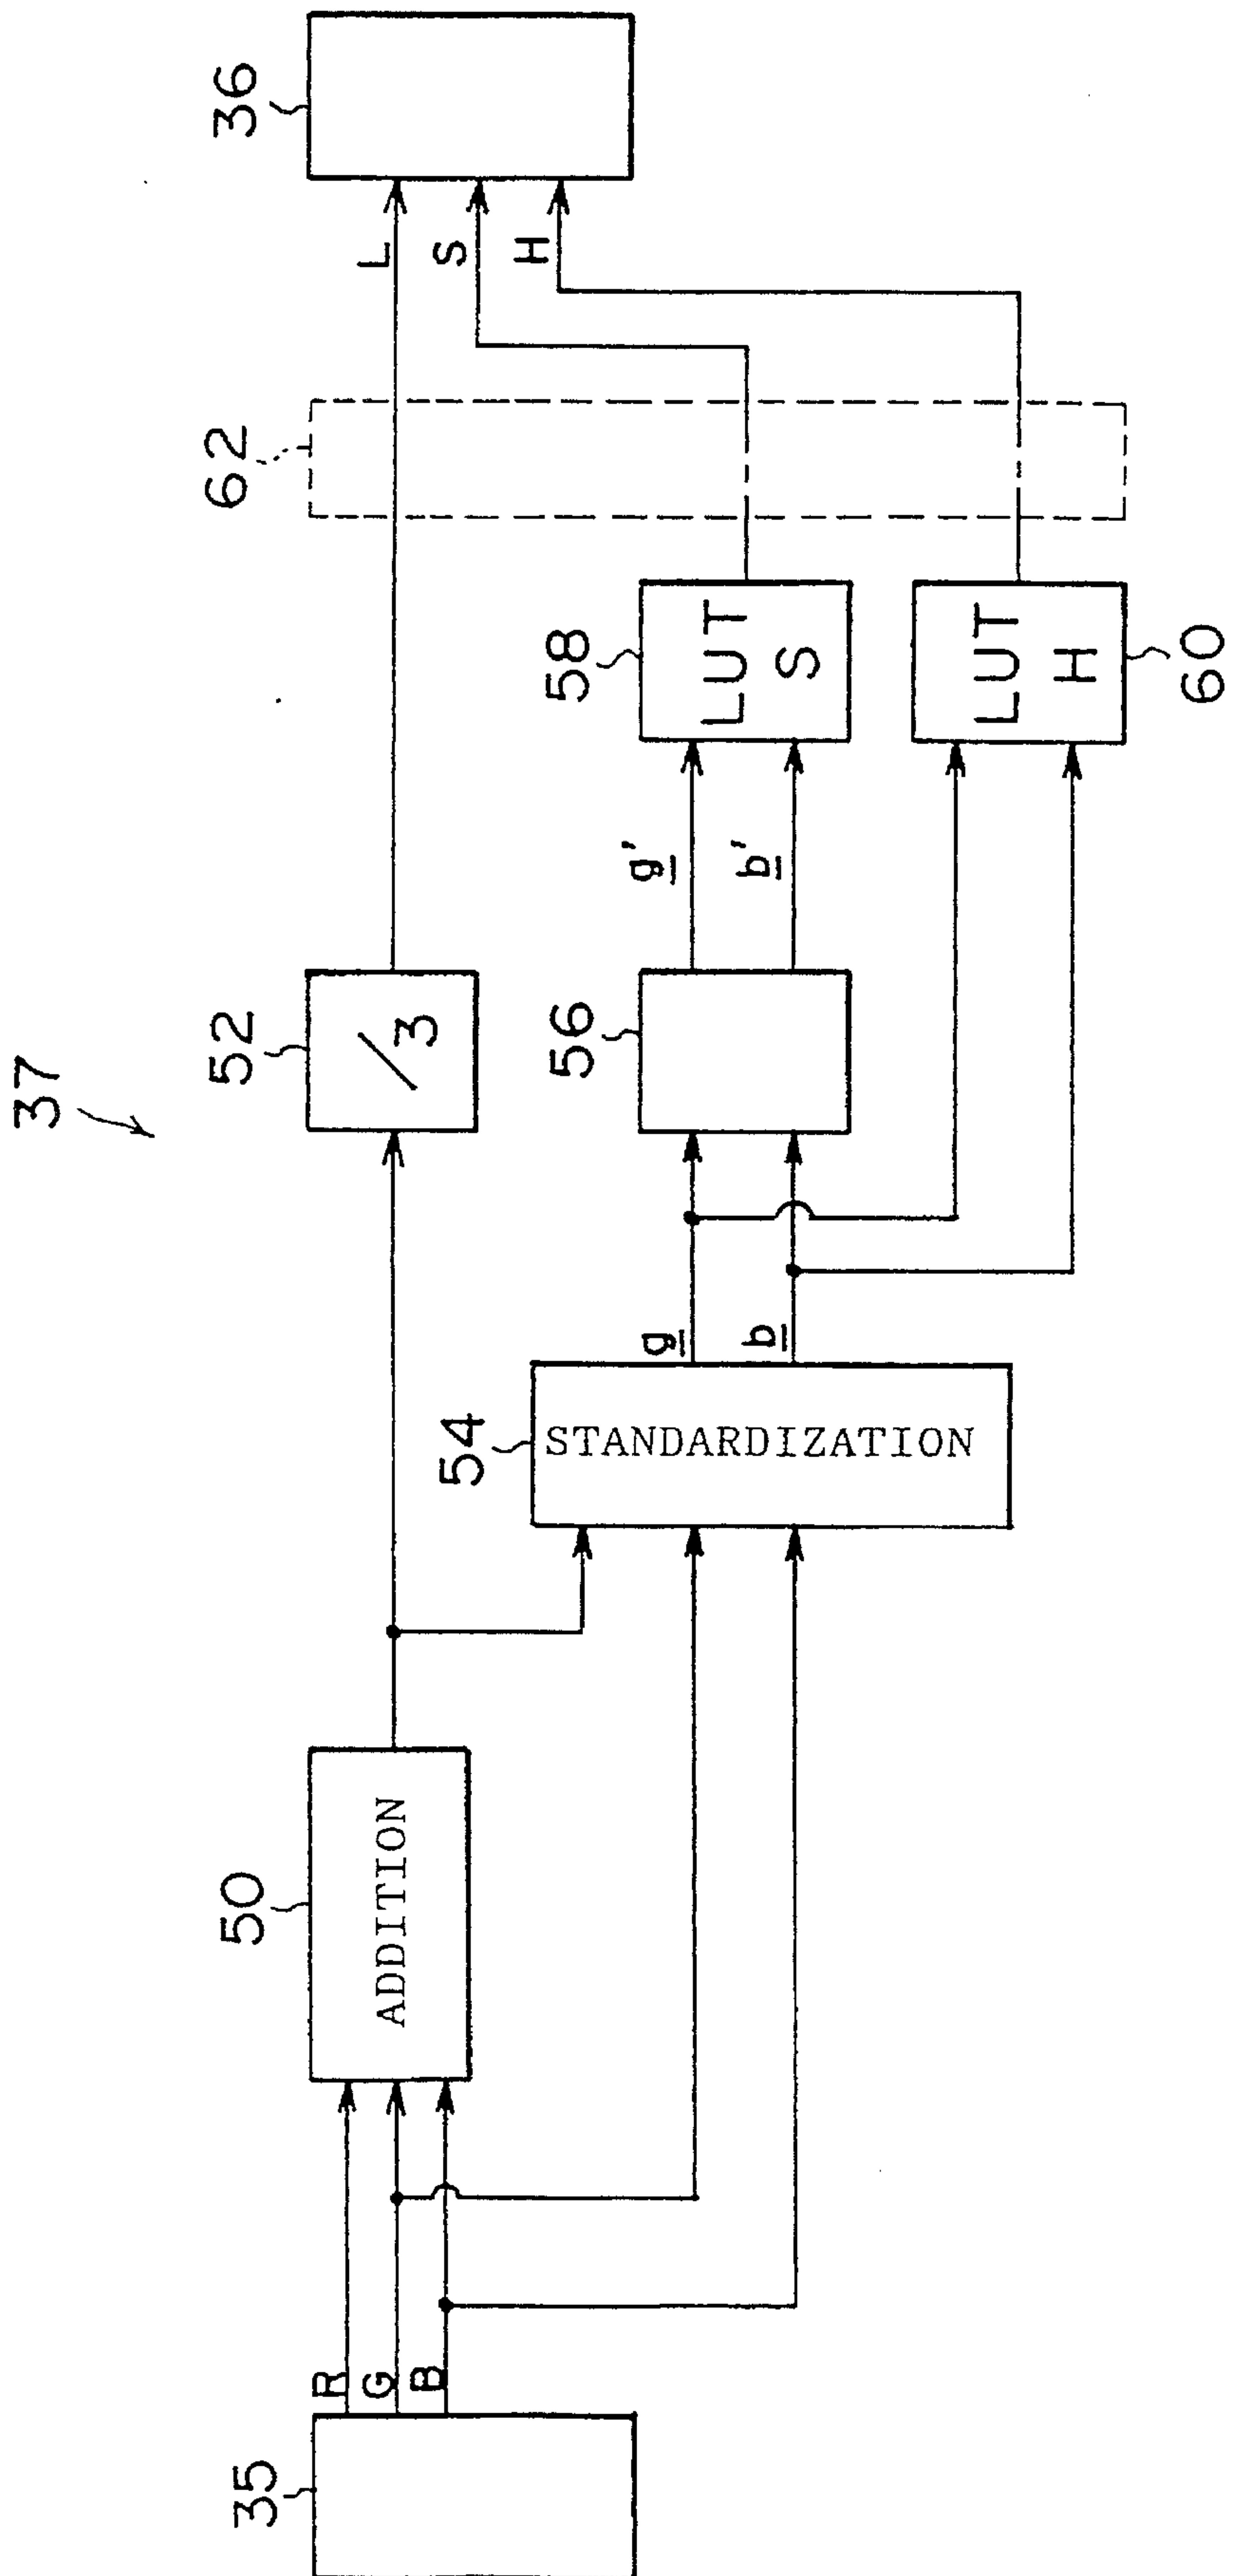 37
35
R
G
B
50
ADDITION
54
STANDARDIZATION
g
b
52
/3
56
g'
b'
58
LUT
S
LUT
H
60
62
L
S
H
36